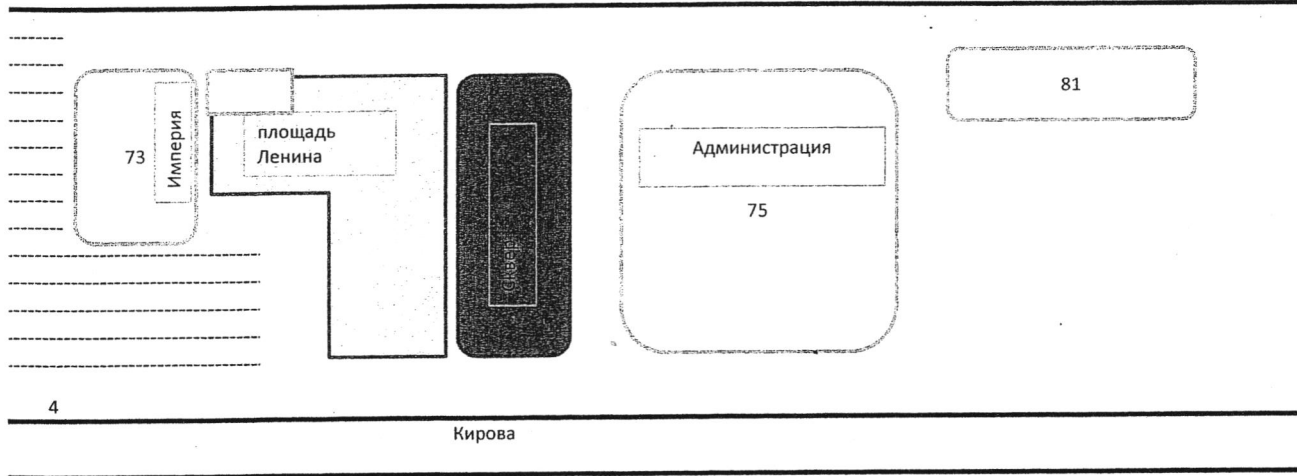 81
площадь
Ленина
Империя
73
Администрация
75
Сквер
4
Кирова